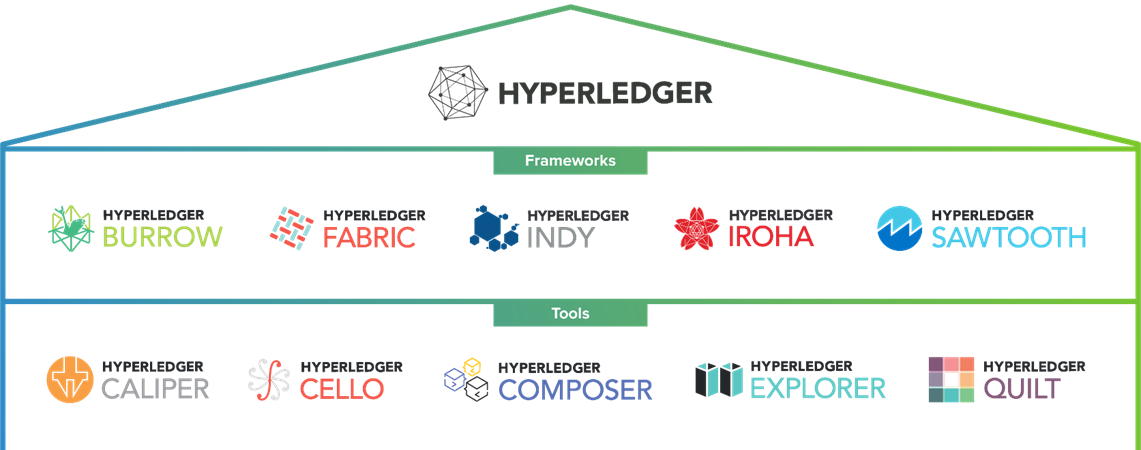 HYPERLEDGER
Frameworks
HYPERLEDGER
BURROW
HYPERLEDGER
FABRIC
HYPERLEDGER
INDY
HYPERLEDGER
IROHA
HYPERLEDGER
SAWTOOTH
Tools
HYPERLEDGER
CALIPER
HYPERLEDGER
CELLO
HYPERLEDGER
COMPOSER
HYPERLEDGER
EXPLORER
HYPERLEDGER
QUILT